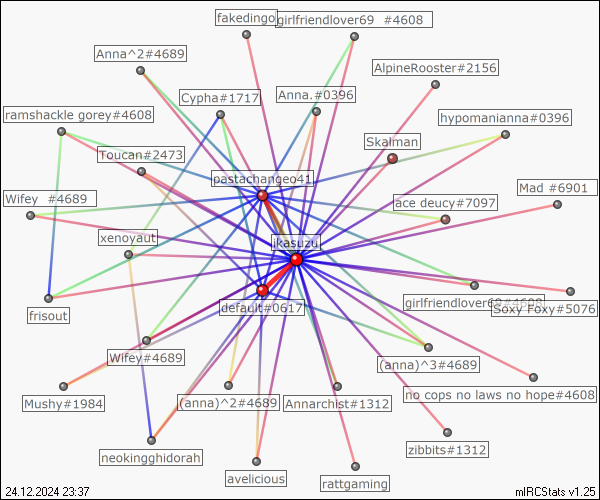 fakedingo
girlfriendlover69 #4608
Anna^2#4689
AlpineRooster#2156
Cypha#1717
Anna.#0396
ramshackle gorey#4608
hypomanianna#0396
Skalman
Toucan#2473
pastachangeo41
Mad #6901
Wifey #4689
ace deucy#7097
xenoyaut
jkasuzu
girlfriendlover69#4608
frisout
default#0617
Soxy Foxy#5076
Wifey#4689
(anna)^3#4689
no cops no laws no hope#4608
Mushy#1984
(anna)^2#4689
Annarchist#1312
zibbits#1312
neokingghidorah
avelicious
rattgaming
24.12.2024 23:37
mIRCStats v1.25